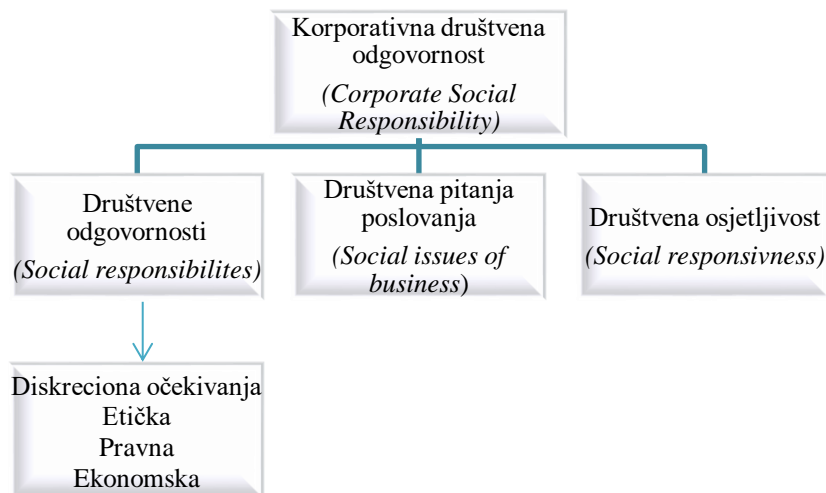 Korporativna društvena
odgovornost
(Corporate Social
Responsibility)
Društvene
odgovornosti
(Social responsibilites)
Društvena pitanja
poslovanja
(Social issues of
business)
Društvena osjetljivost
(Social responsivness)
Diskreciona očekivanja
Etička
Pravna
Ekonomska